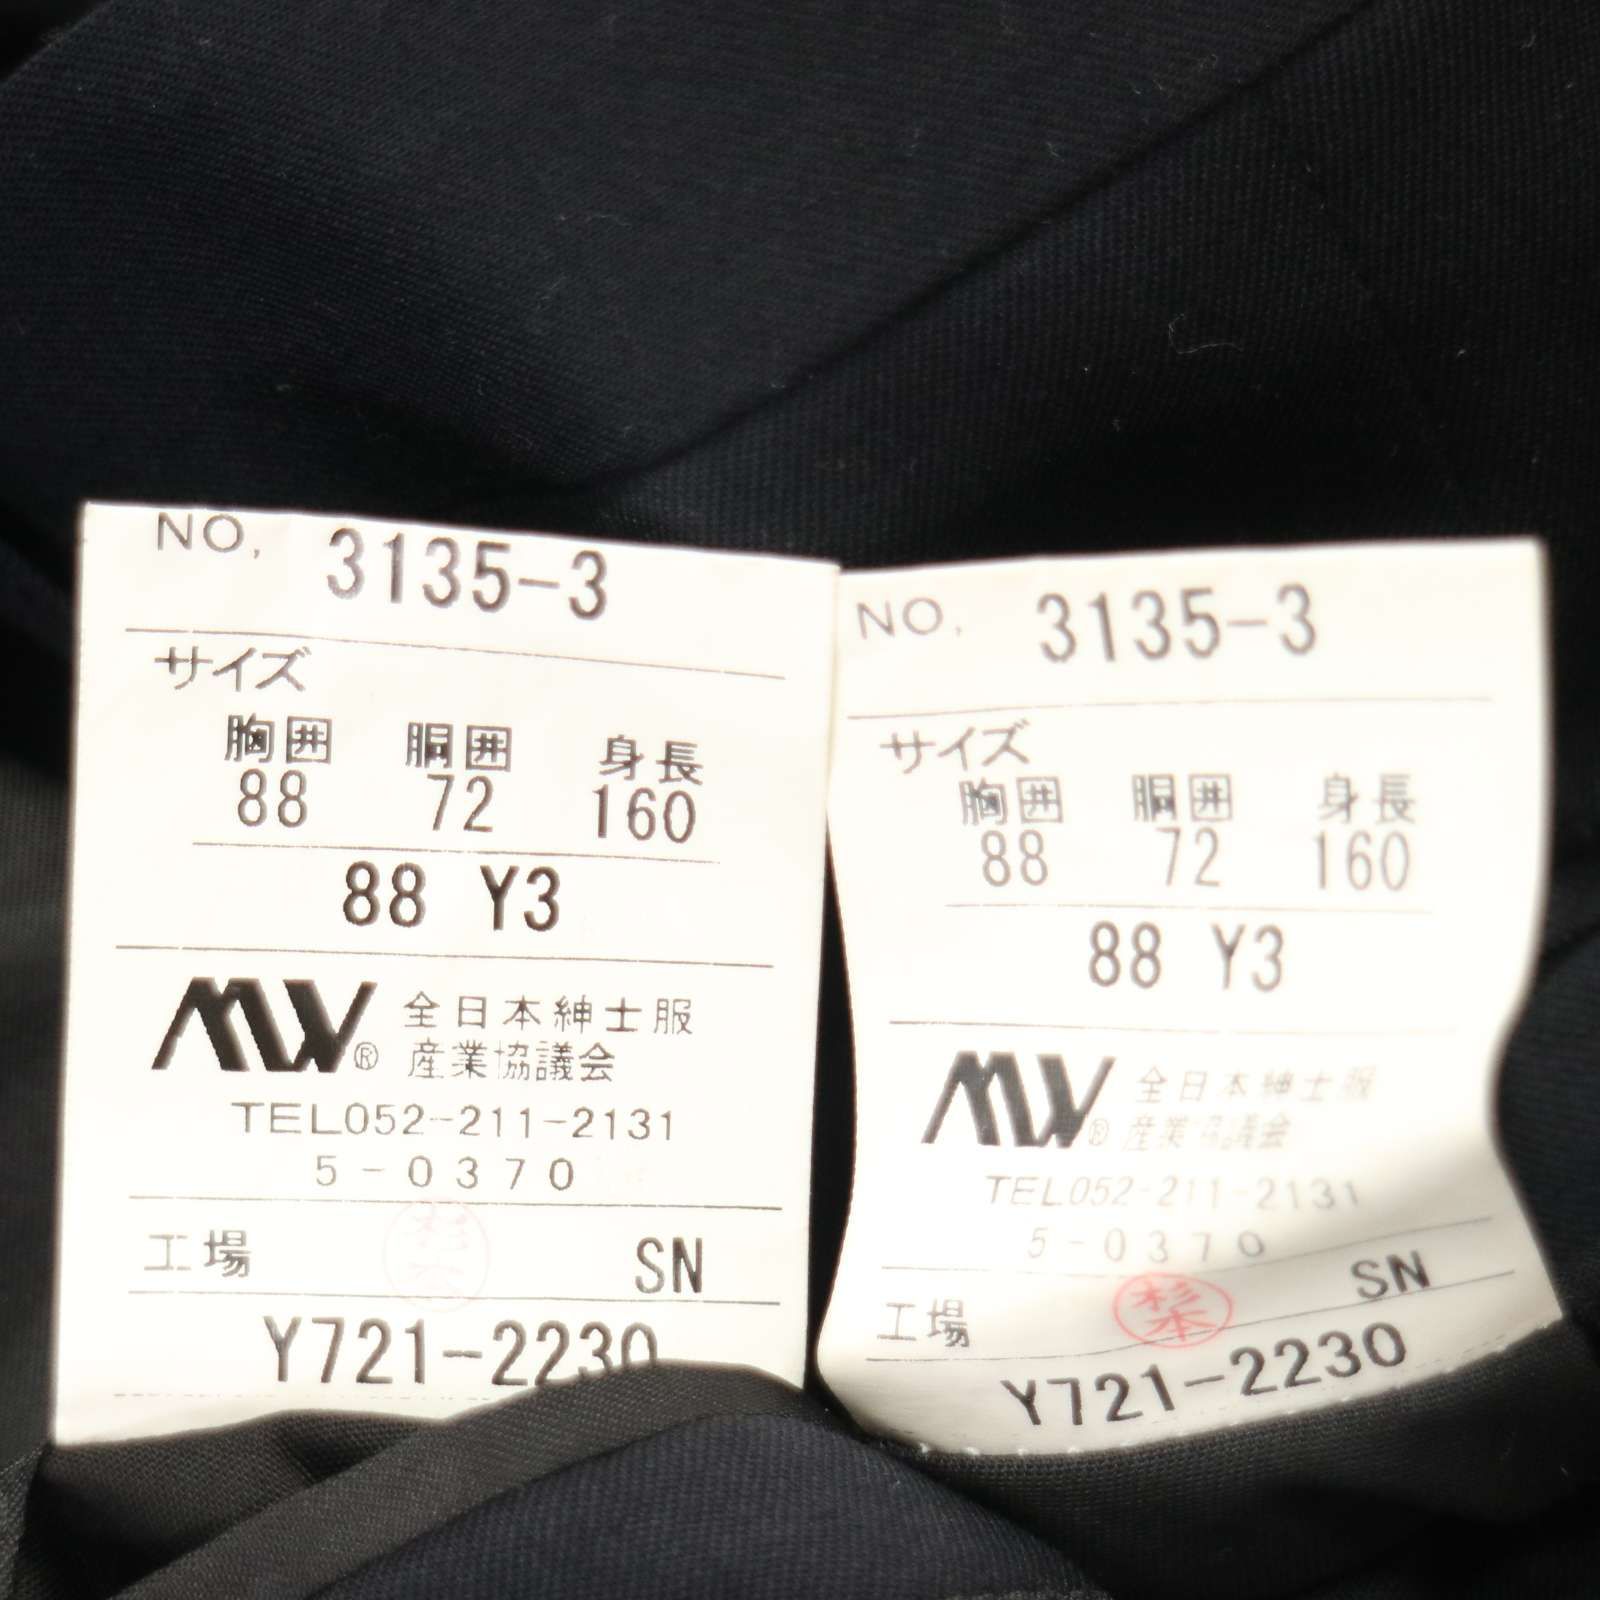 NO. 3135-3
サイズ
胸囲 胴囲 身長
88 72 160
88 Y3
MW® 全日本紳士服
産業協議会
TEL052-211-2131
5-0370
工場 SN
Y721-2230
NO. 3135-3
サイズ
胸囲 胴囲 身長
88 72 160
88 Y3
MW® 全日本紳士服
産業協議会
TEL052-211-2131
5-0370
工場 杉本 SN
Y721-2230